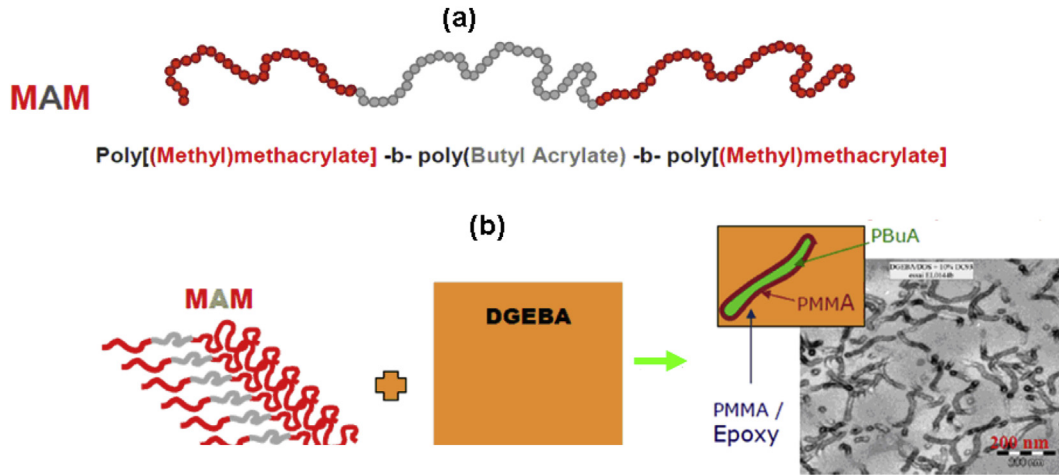 (a)
MAM
Poly[(Methyl)methacrylate] -b- poly(Butyl Acrylate) -b- poly[(Methyl)methacrylate]
(b)
MAM
DGEBA
PBuA
PMMA
PMMA /
Epoxy
200 nm